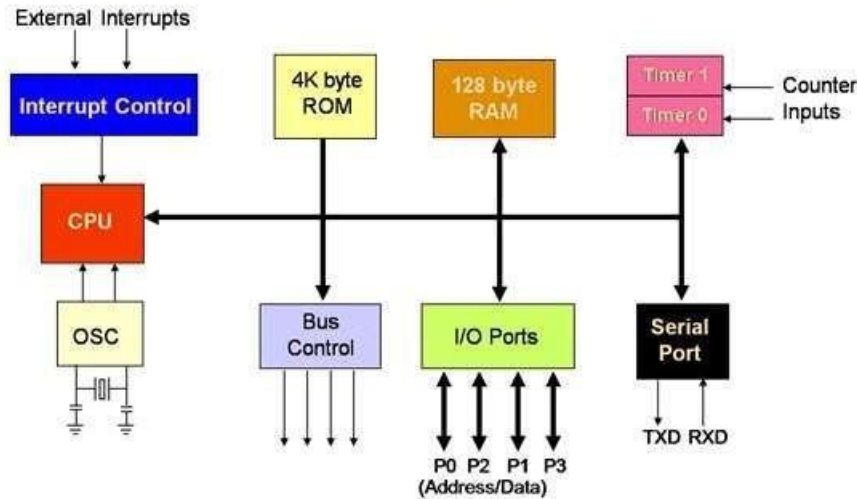 External Interrupts
Interrupt Control
4K byte
ROM
128 byte
RAM
Timer 1
Timer 0
Counter
Inputs
CPU
OSC
Bus
Control
I/O Ports
Serial
Port
TXD RXD
P0 P2 P1 P3
(Address/Data)